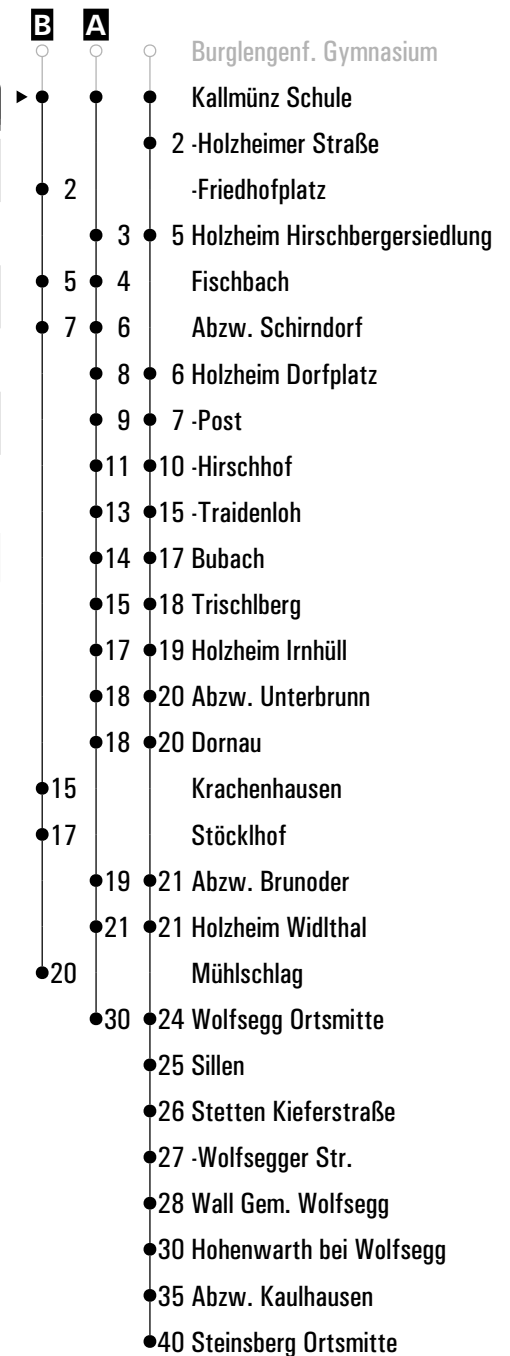 B A
Burglengenf. Gymnasium
Kallmünz Schule
2 -Holzheimer Straße
2 -Friedhofplatz
3 5 Holzheim Hirschbergersiedlung
5 4 Fischbach
7 6 Abzw. Schirndorf
8 6 Holzheim Dorfplatz
9 7 -Post
11 10 -Hirschhof
13 15 -Traidenloh
14 17 Bubach
15 18 Trischlberg
17 19 Holzheim Irnhüll
18 20 Abzw. Unterbrunn
18 20 Dornau
15 Krachenhausen
17 Stöcklhof
19 21 Abzw. Brunoder
21 21 Holzheim Widlthal
20 Mühlschlag
30 24 Wolfsegg Ortsmitte
25 Sillen
26 Stetten Kieferstraße
27 -Wolfsegger Str.
28 Wall Gem. Wolfsegg
30 Hohenwarth bei Wolfsegg
35 Abzw. Kaulhausen
40 Steinsberg Ortsmitte